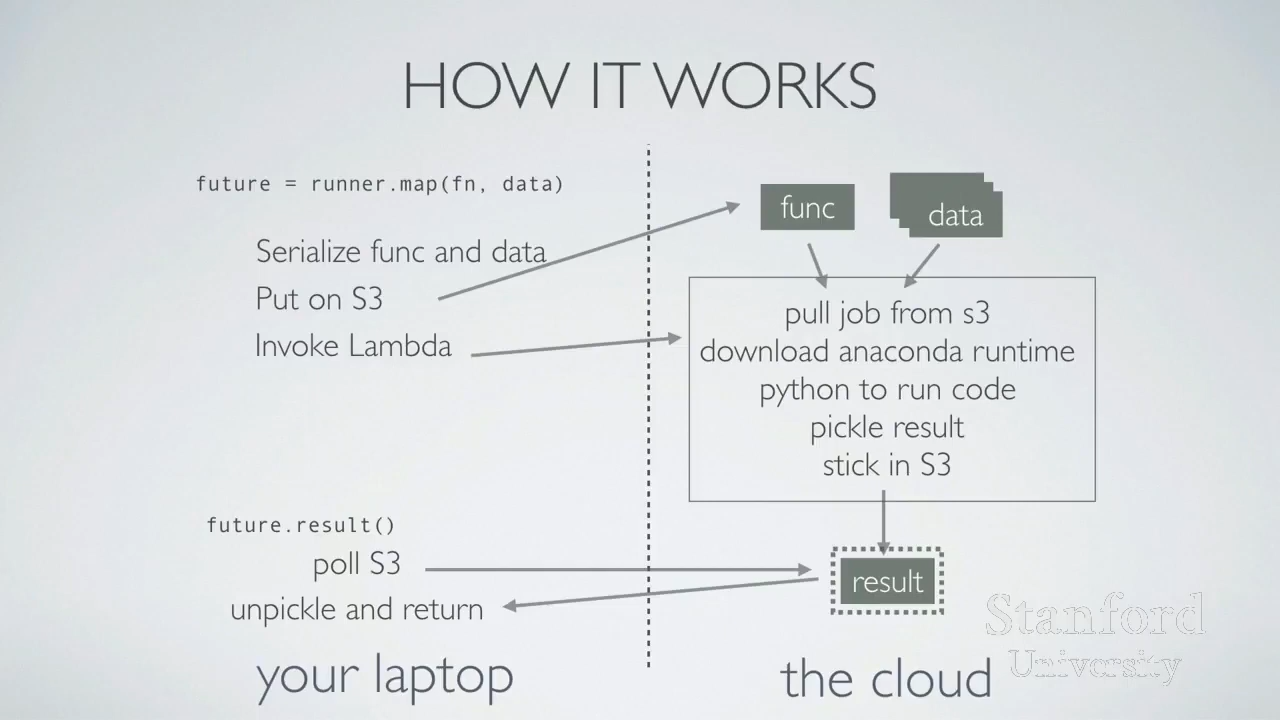 HOW IT WORKS
future = runner.map(fn, data)
Serialize func and data
Put on S3
Invoke Lambda
func
data
pull job from s3
download anaconda runtime
python to run code
pickle result
stick in S3
future.result()
poll S3
unpickle and return
result
your laptop
the cloud
Stanford
University